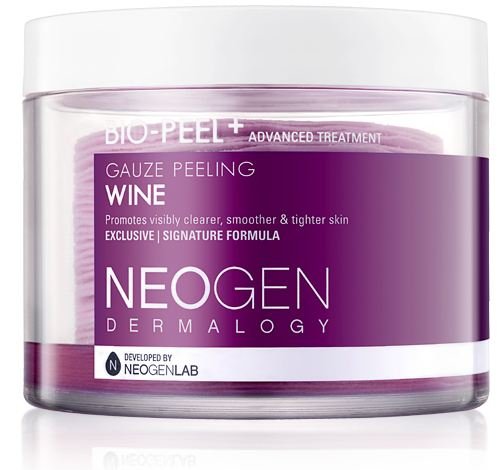 BIO-PEEL+ ADVANCED TREATMENT
GAUZE PEELING
WINE
Promotes visibly clearer, smoother & tighter skin
EXCLUSIVE | SIGNATURE FORMULA
NEOGEN
DERMALOGY
N DEVELOPED BY
NEOGENLAB